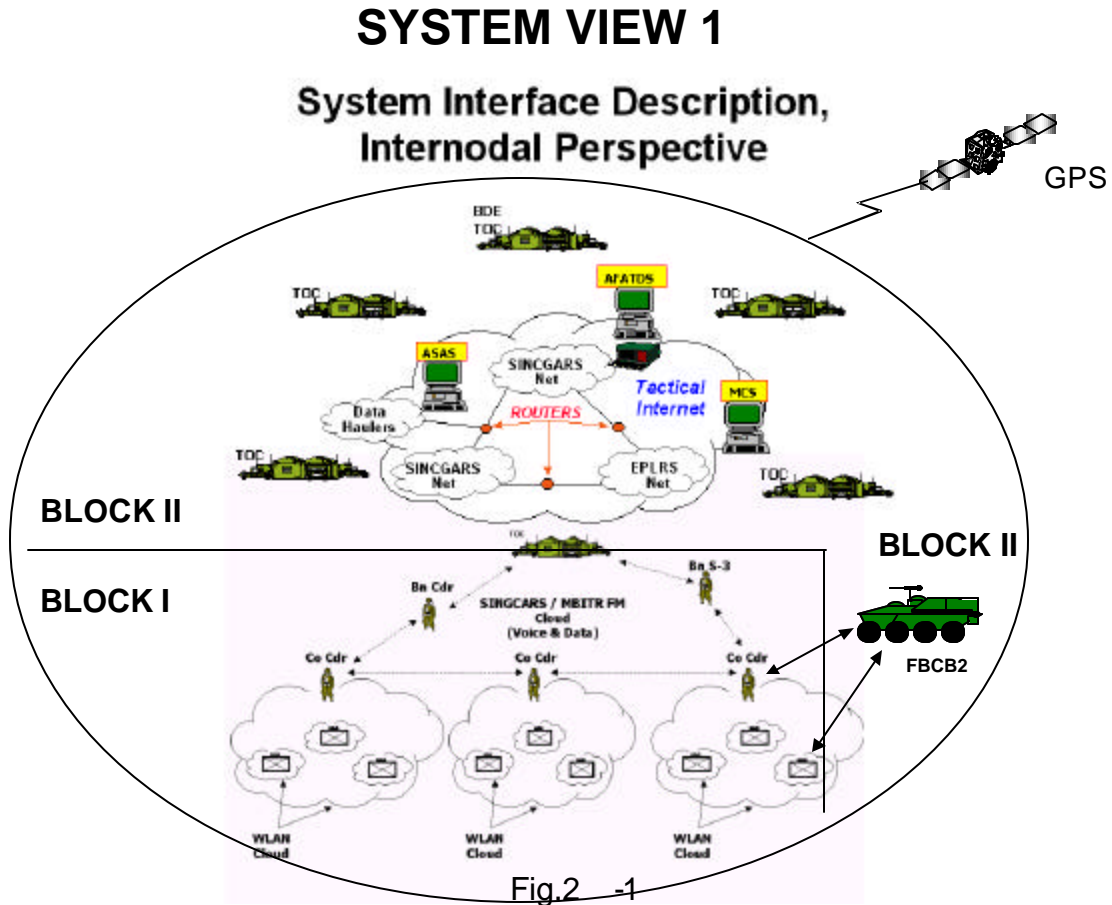 SYSTEM VIEW 1
System Interface Description,
Internodal Perspective
GPS
BDE
TOC
TOC
TOC
AFATDS
ASAS
SINCGARS
Net
Tactical
Internet
MCS
Data
Haulers
ROUTERS
SINCGARS
Net
EPLRS
Net
TOC
TOC
BLOCK II
TOC
BLOCK II
BLOCK I
Bn Cdr
Bn S-3
SINGCARS / MBITR FM
Cloud
(Voice & Data)
FBCB2
Co Cdr
Co Cdr
Co Cdr
WLAN
Cloud
WLAN
Cloud
WLAN
Cloud
Fig.2 -1